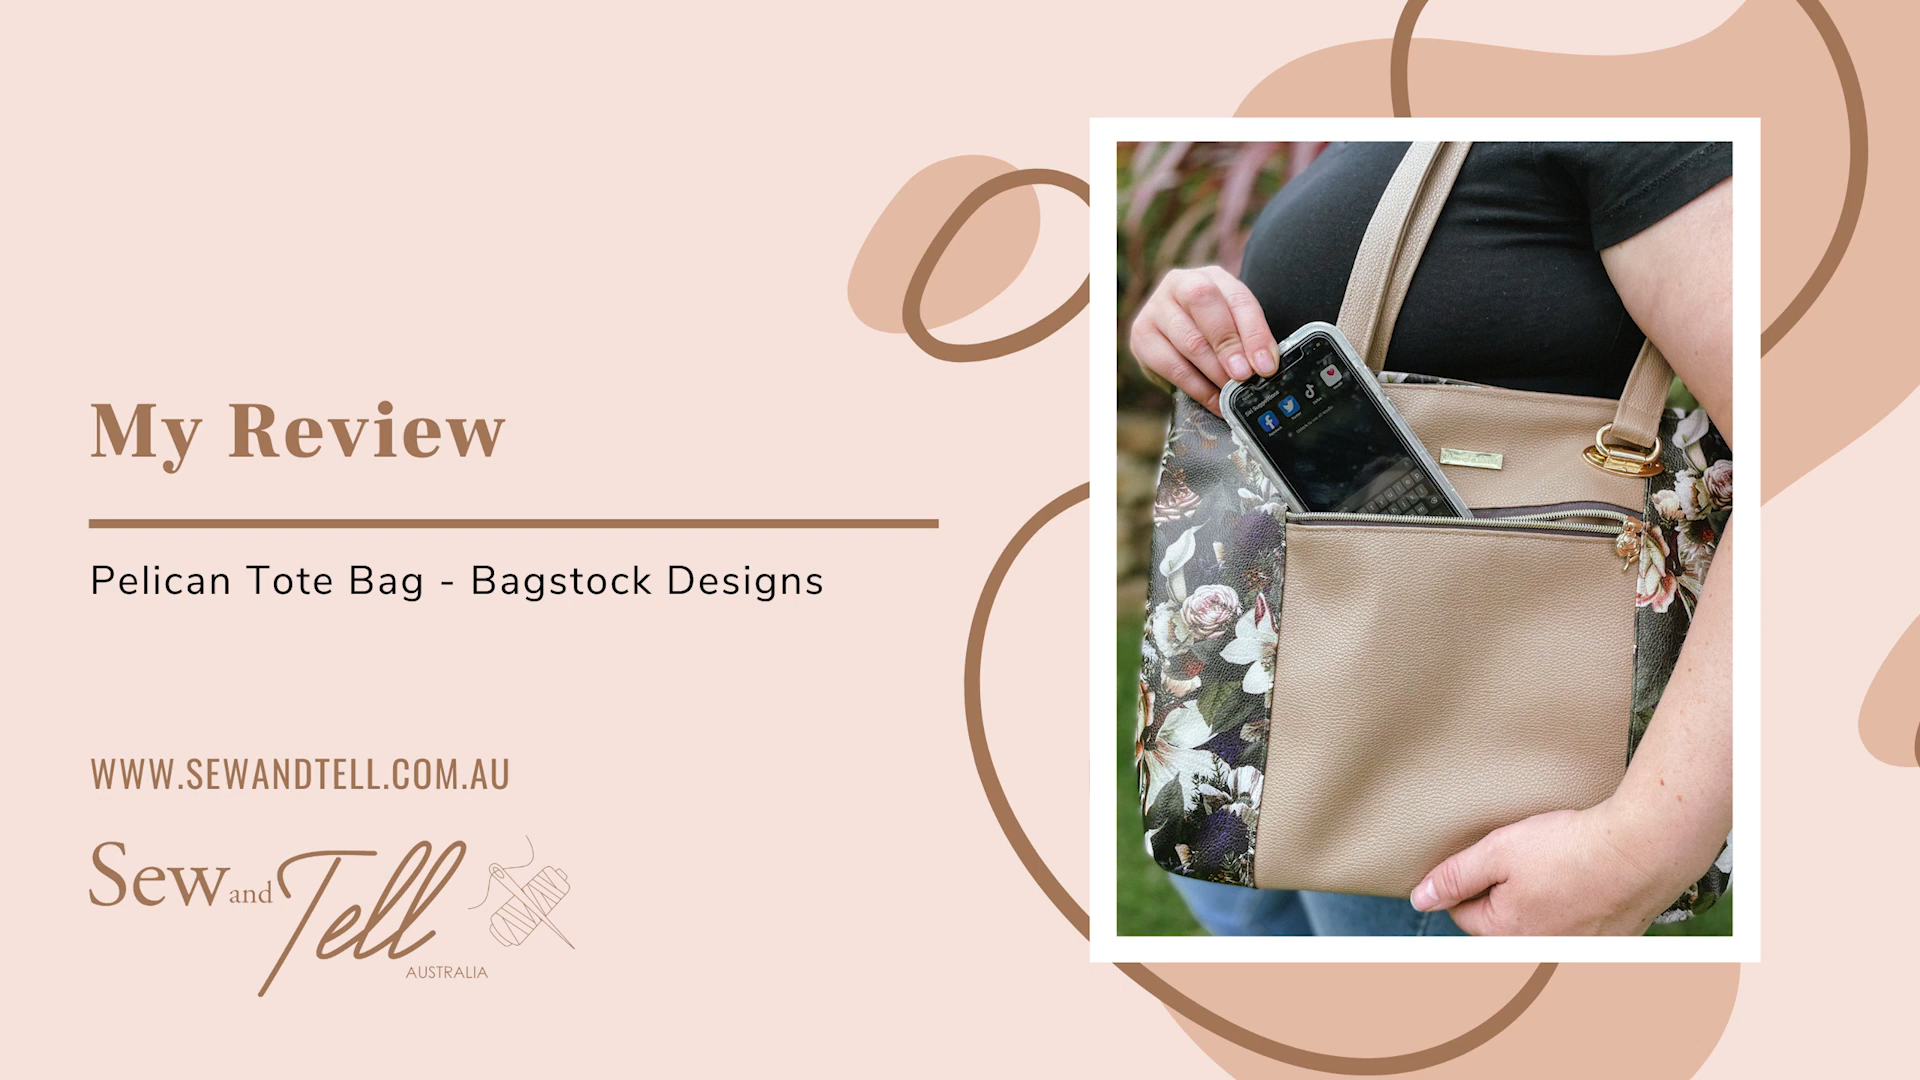 My Review
Pelican Tote Bag - Bagstock Designs
WWW.SEWANDTELL.COM.AU
Sew and Tell
AUSTRALIA